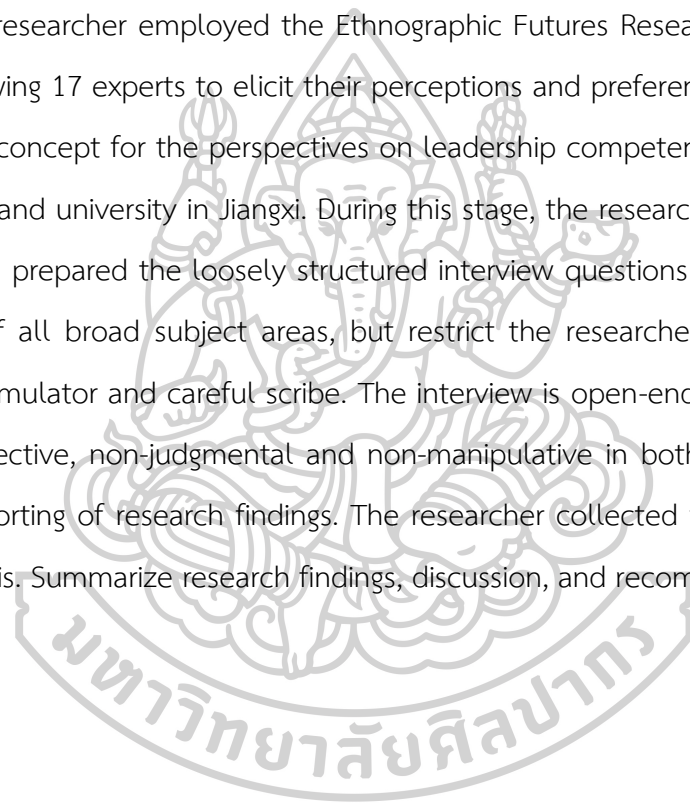 researcher employed the Ethnographic Futures Resea
ving 17 experts to elicit their perceptions and preferen
concept for the perspectives on leadership competen
and university in Jiangxi. During this stage, the researc
prepared the loosely structured interview questions
f all broad subject areas, but restrict the researche
mulator and careful scribe. The interview is open-end
ective, non-judgmental and non-manipulative in both
orting of research findings. The researcher collected
is. Summarize research findings, discussion, and recom
มหาวิทยาลัยศิลปากร